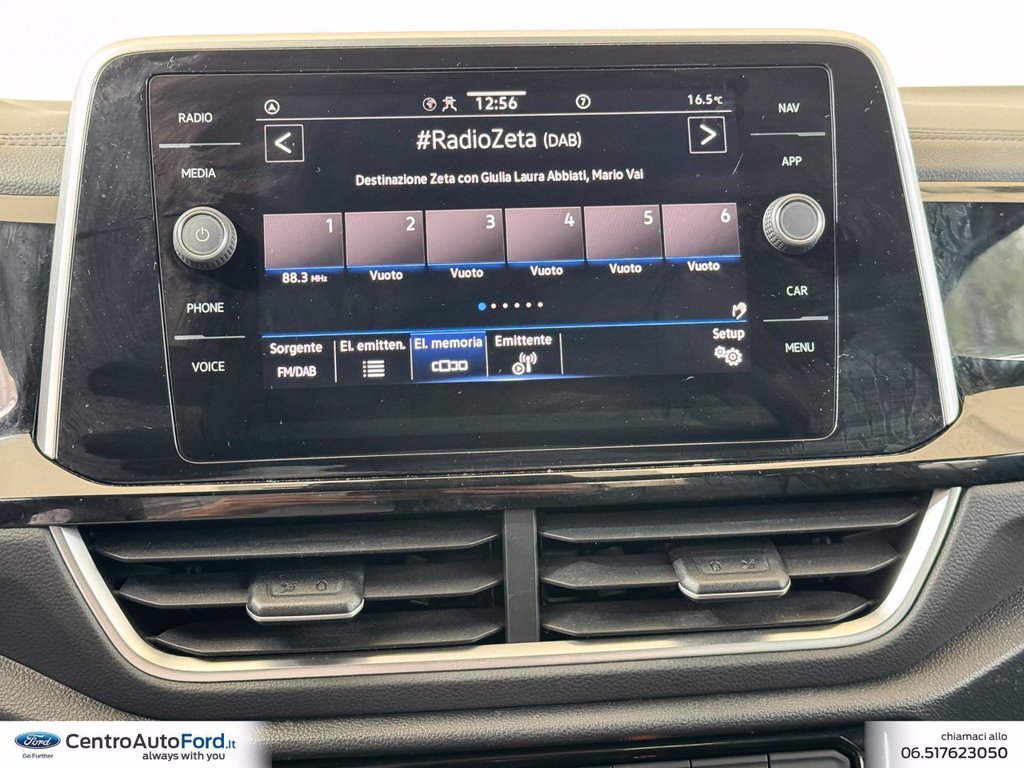 12:56
7
16.5°C
RADIO
MEDIA
PHONE
VOICE
NAV
APP
CAR
MENU
#RadioZeta (DAB)
Destinazione Zeta con Giulia Laura Abbiati, Mario Vai
1 2 3 4 5 6
88.3 MHz Vuoto Vuoto Vuoto Vuoto Vuoto
Sorgente El. emitten. El. memoria Emittente Setup
FM/DAB
Ford CentroAutoFord.it
Go Further always with you
chiamaci allo
06.517623050